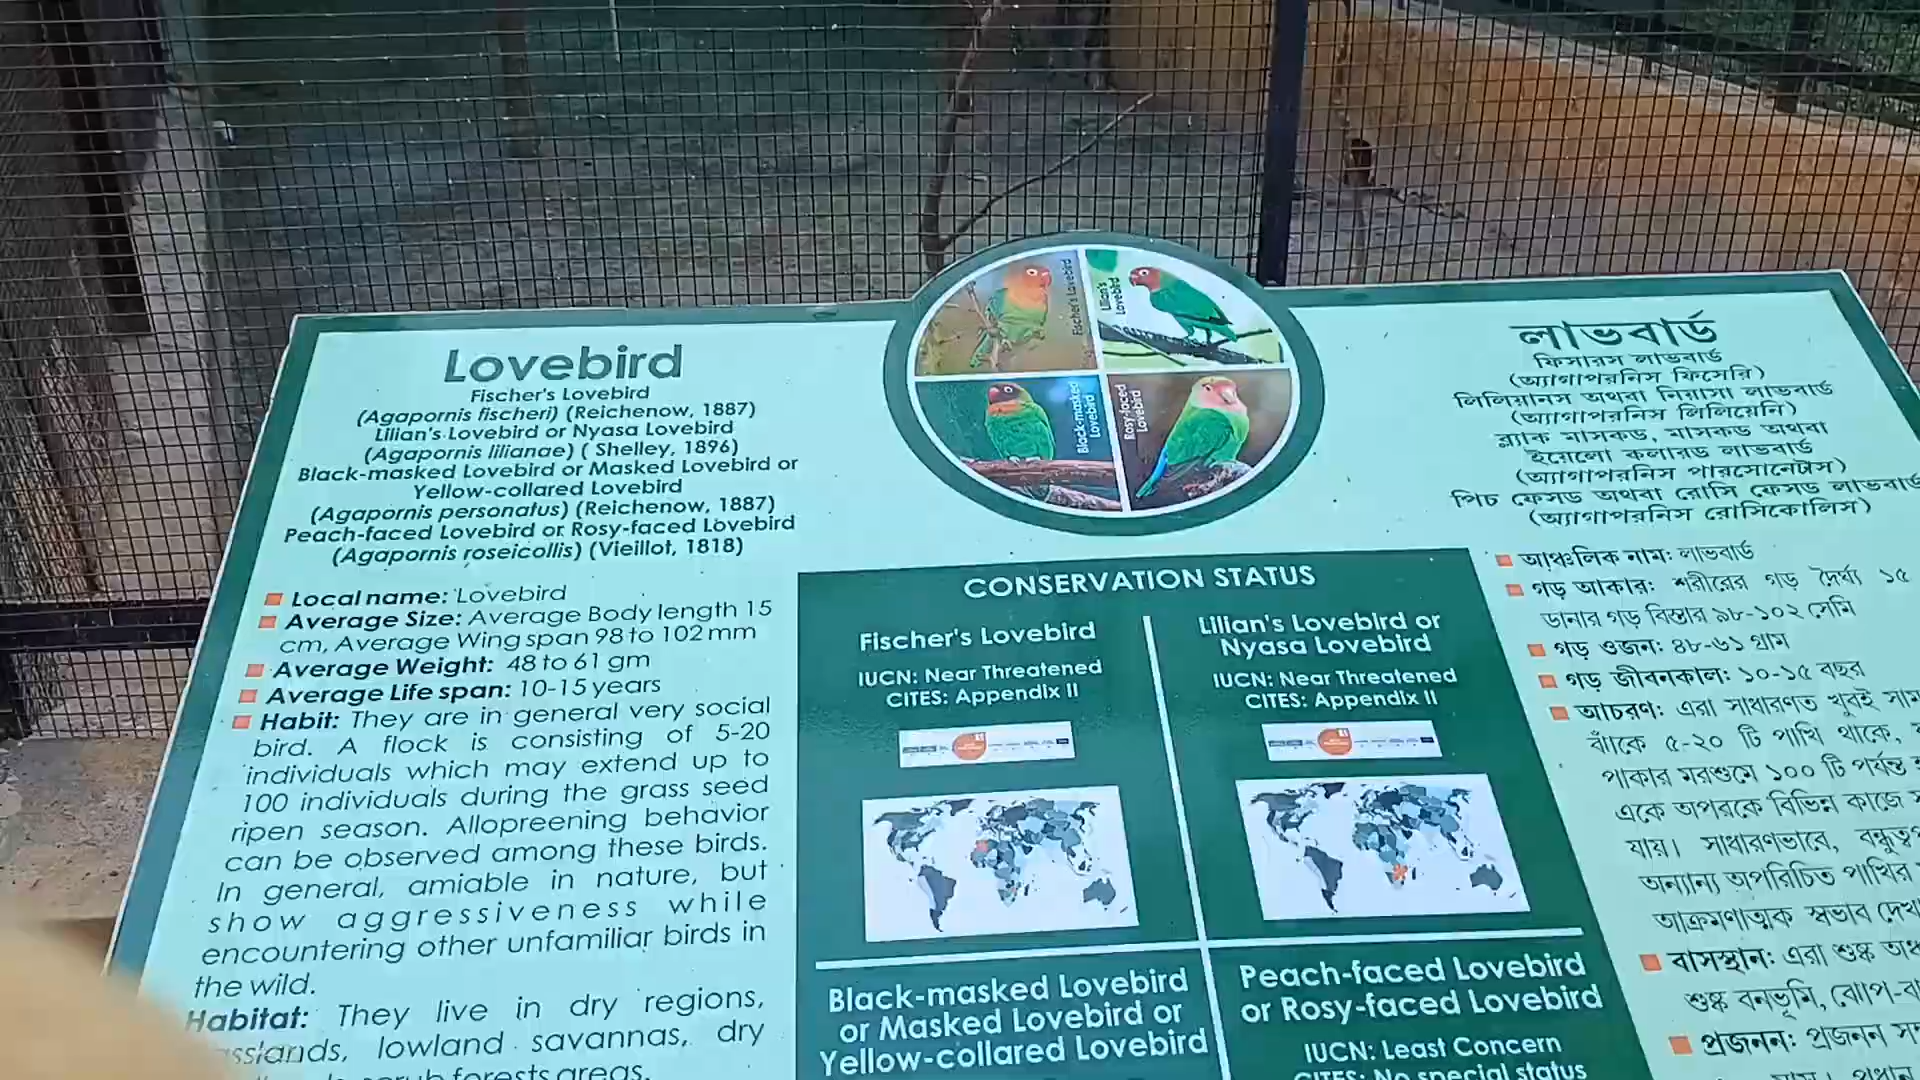 Lovebird
Fischer's Lovebird
(Agapornis fischeri) (Reichenow, 1887)
Lilian's Lovebird or Nyasa Lovebird
(Agapornis lilianae) ( Shelley, 1896)
Black-masked Lovebird or Masked Lovebird or
Yellow-collared Lovebird
(Agapornis personatus) (Reichenow, 1887)
Peach-faced Lovebird or Rosy-faced Lovebird
(Agapornis roseicollis) (Vieillot, 1818)
Local name: Lovebird
Average Size: Average Body length 15
cm, Average Wing span 98 to 102 mm
Average Weight: 48 to 61 gm
Average Life span: 10-15 years
Habit: They are in general very social
bird. A flock is consisting of 5-20
individuals which may extend up to
100 individuals during the grass seed
ripen season. Allopreening behavior
can be observed among these birds.
In general, amiable in nature, but
show aggressiveness while
encountering other unfamiliar birds in
the wild.
Habitat: They live in dry regions,
lowland savannas, dry
scrub forests areas.
Fischer's Lovebird
Lilian's Lovebird
Black-masked Lovebird
Rosy-faced Lovebird
CONSERVATION STATUS
Fischer's Lovebird
IUCN: Near Threatened
CITES: Appendix II
Lilian's Lovebird or
Nyasa Lovebird
IUCN: Near Threatened
CITES: Appendix II
Black-masked Lovebird
or Masked Lovebird or
Yellow-collared Lovebird
Peach-faced Lovebird
or Rosy-faced Lovebird
IUCN: Least Concern
CITES: No special status
লাভবার্ড
ফিসারস লাভবার্ড
(অ্যাগাপরনিস ফিসেরি)
লিলিয়ানস অথবা নিয়াসা লাভবার্ড
(অ্যাগাপরনিস লিলিয়েনি)
ব্ল্যাক মাসকড, মাসকড অথবা
ইয়েলো কলারড লাভবার্ড
(অ্যাগাপরনিস পারসোনেটাস)
পিচ ফেসড অথবা রোসি ফেসড লাভবার্ড
(অ্যাগাপরনিস রোসিকোলিস)
আঞ্চলিক নাম: লাভবার্ড
গড় আকার: শরীরের গড় দৈর্ঘ্য ১৫
ডানার গড় বিস্তার ৯৮-১০২ সেমি
গড় ওজন: ৪৮-৬১ গ্রাম
গড় জীবনকাল: ১০-১৫ বছর
আচরণ: এরা সাধারণত খুবই
ঝাঁকে ৫-২০ টি পাখি থাকে,
পাকার মরশুমে ১০০ টি পর্যন্ত
একে অপরকে বিভিন্ন কাজে
যায়। সাধারণভাবে,
অন্যান্য অপরিচিত পাখির
আক্রমণাত্মক স্বভাব
বাসস্থান: এরা শুষ্ক
শুষ্ক বনভূমি,
প্রজনন: প্রজনন